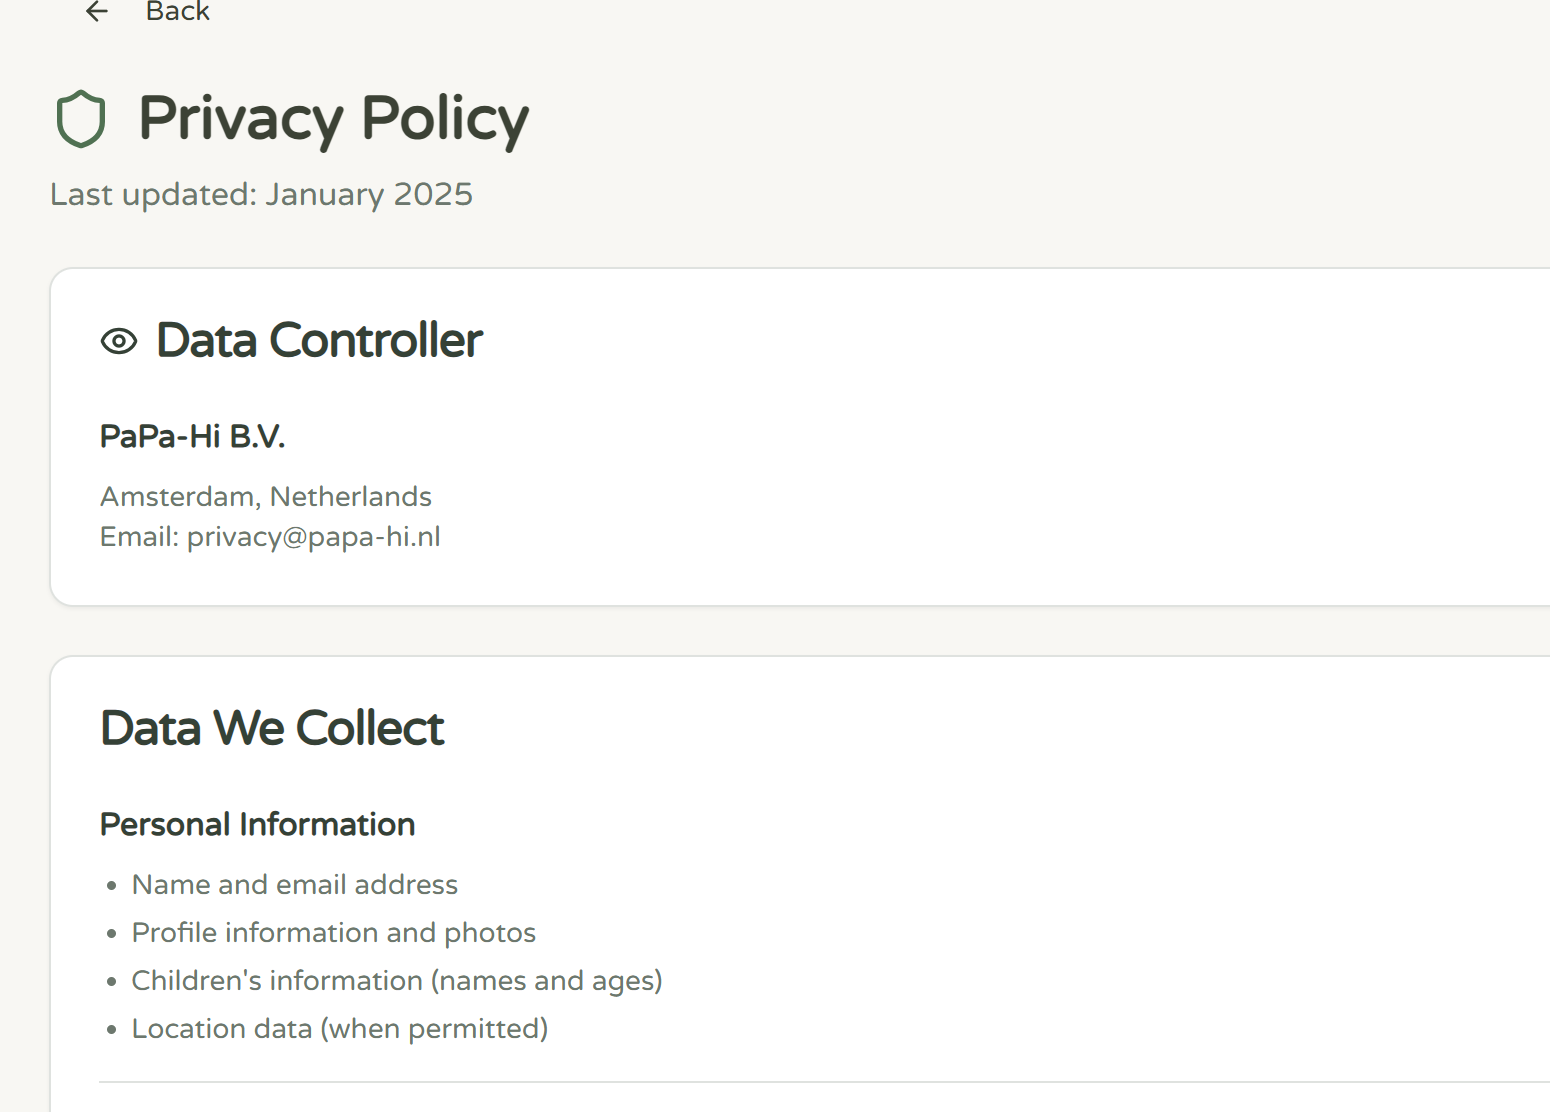 Back
Privacy Policy
Last updated: January 2025
Data Controller
PaPa-Hi B.V.
Amsterdam, Netherlands
Email: privacy@papa-hi.nl
Data We Collect
Personal Information
• Name and email address
• Profile information and photos
• Children's information (names and ages)
• Location data (when permitted)